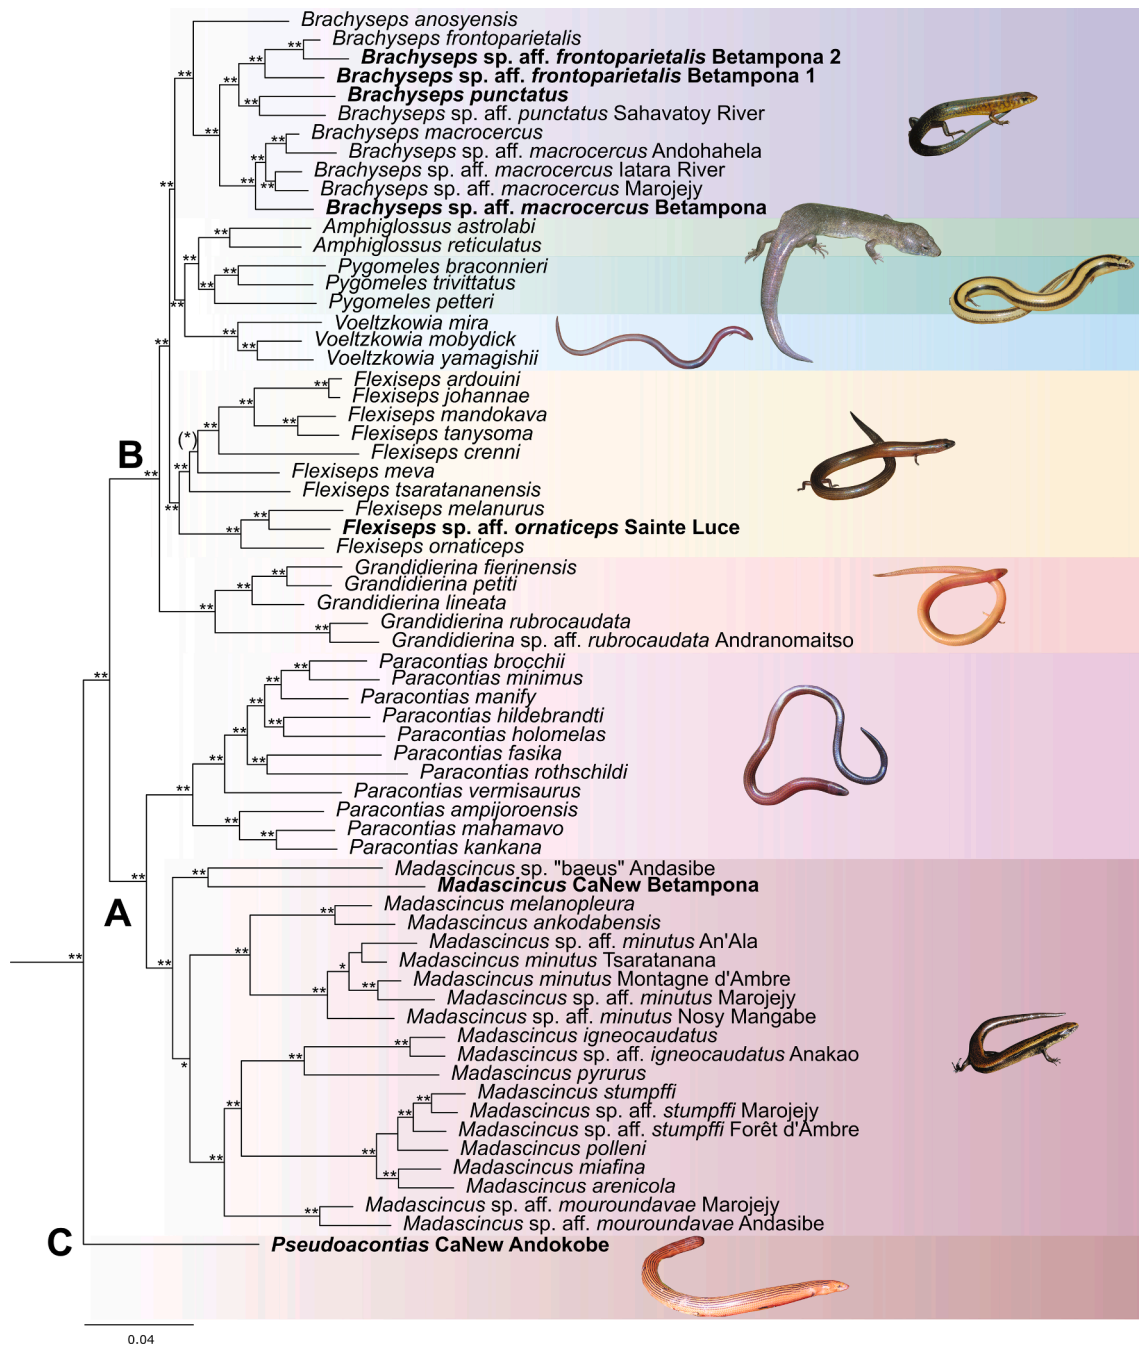 Brachyseps anosyensis
Brachyseps frontoparietalis
Brachyseps sp. aff. frontoparietalis Betampona 2
Brachyseps sp. aff. frontoparietalis Betampona 1
Brachyseps punctatus
Brachyseps sp. aff. punctatus Sahavatoy River
Brachyseps macrocercus
Brachyseps sp. aff. macrocercus Andohahela
Brachyseps sp. aff. macrocercus Iatara River
Brachyseps sp. aff. macrocercus Marojejy
Brachyseps sp. aff. macrocercus Betampona
Amphiglossus astrolabi
Amphiglossus reticulatus
Pygomeles braconnieri
Pygomeles trivittatus
Pygomeles petteri
Voeltzkowia mira
Voeltzkowia mobydick
Voeltzkowia yamagishii
Flexiseps ardouini
Flexiseps johannae
Flexiseps mandokava
Flexiseps tanysoma
(*)
Flexiseps crenni
B
Flexiseps meva
Flexiseps tsaratananensis
Flexiseps melanurus
Flexiseps sp. aff. ornaticeps Sainte Luce
Flexiseps ornaticeps
Grandidierina fierinensis
Grandidierina petiti
Grandidierina lineata
Grandidierina rubrocaudata
Grandidierina sp. aff. rubrocaudata Andranomaitso
Paracontias brocchii
Paracontias minimus
Paracontias manify
Paracontias hildebrandti
Paracontias holomelas
Paracontias fasika
Paracontias rothschildi
Paracontias vermisaurus
Paracontias ampijoroensis
Paracontias mahamavo
Paracontias kankana
Madascincus sp. "baeus" Andasibe
Madascincus CaNew Betampona
A
Madascincus melanopleura
Madascincus ankodabensis
Madascincus sp. aff. minutus An'Ala
Madascincus minutus Tsaratanana
Madascincus minutus Montagne d'Ambre
Madascincus sp. aff. minutus Marojejy
Madascincus sp. aff. minutus Nosy Mangabe
Madascincus igneocaudatus
Madascincus sp. aff. igneocaudatus Anakao
Madascincus pyrurus
Madascincus stumpffi
Madascincus sp. aff. stumpffi Marojejy
Madascincus sp. aff. stumpffi Forêt d'Ambre
Madascincus polleni
Madascincus miafina
Madascincus arenicola
Madascincus sp. aff. mouroundavae Marojejy
Madascincus sp. aff. mouroundavae Andasibe
C
Pseudoacontias CaNew Andokobe
0.04